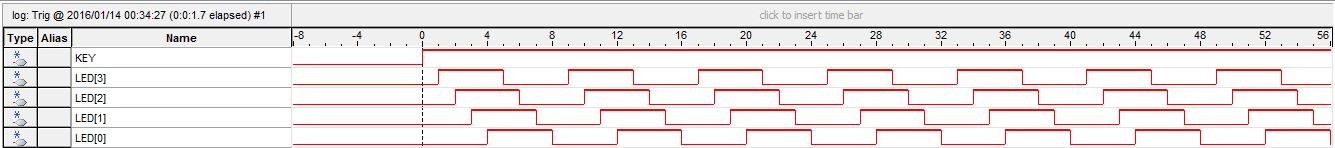 log: Trig @ 2016/01/14 00:34:27 (0:0:1.7 elapsed) #1 click to insert time bar
Type Alias Name -8 -4 0 4 8 12 16 20 24 28 32 36 40 44 48 52 56
KEY
LED[3]
LED[2]
LED[1]
LED[0]